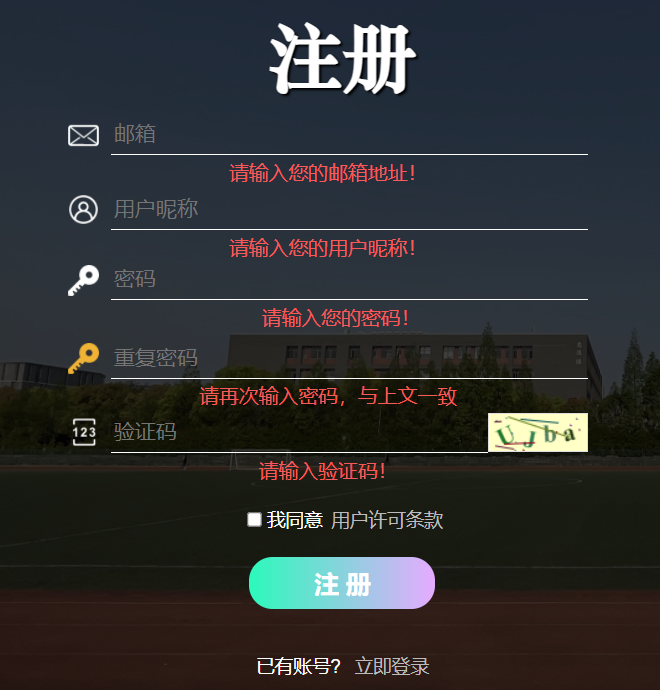 注册
邮箱
请输入您的邮箱地址！
用户昵称
请输入您的用户昵称！
密码
请输入您的密码！
重复密码
请再次输入密码，与上文一致
123 验证码 UJba
请输入验证码！
我同意 用户许可条款
注 册
已有账号？ 立即登录